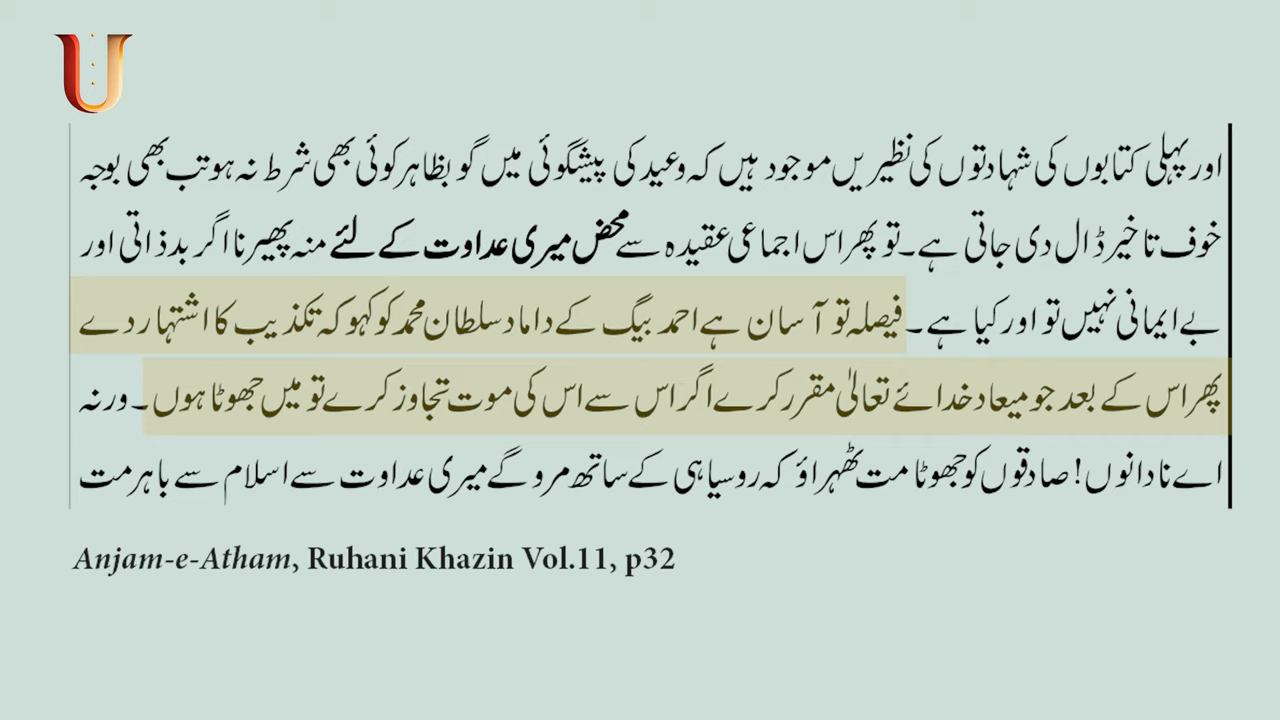 U
اور پہلی کتابوں کی شہادتوں کی نظیریں موجود ہیں کہ وعید کی پیشگوئی میں گو بظاہر کوئی بھی شرط نہ ہو تب بھی بوجہ
خوف تاخیر ڈال دی جاتی ہے۔ تو پھر اس اجماعی عقیدہ سے محض میری عداوت کے لئے منہ پھیرنا اگر بدذاتی اور
بے ایمانی نہیں تو اور کیا ہے۔ فیصلہ تو آسان ہے احمد بیگ کے داماد سلطان محمد کو کہو کہ تکذیب کا اشتہار دے
پھر اس کے بعد جو میعاد خدائے تعالیٰ مقرر کرے اگر اس سے اس کی موت تجاوز کرے تو میں جھوٹا ہوں۔ ورنہ
اے نادانوں! صادقوں کو جھوٹا مت ٹھہراؤ کہ روسیاہی کے ساتھ مروگے میری عداوت سے اسلام سے باہر مت
Anjam-e-Atham, Ruhani Khazin Vol.11, p32